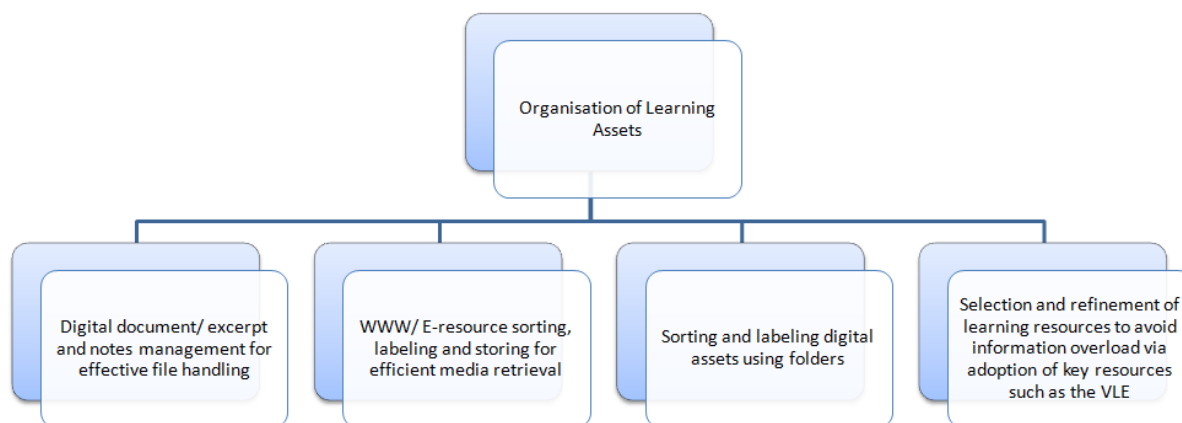 Organisation of Learning
Assets
Digital document/ excerpt
and notes management for
effective file handling
WWW/ E-resource sorting,
labeling and storing for
efficient media retrieval
Sorting and labeling digital
assets using folders
Selection and refinement of
learning resources to avoid
information overload via
adoption of key resources
such as the VLE